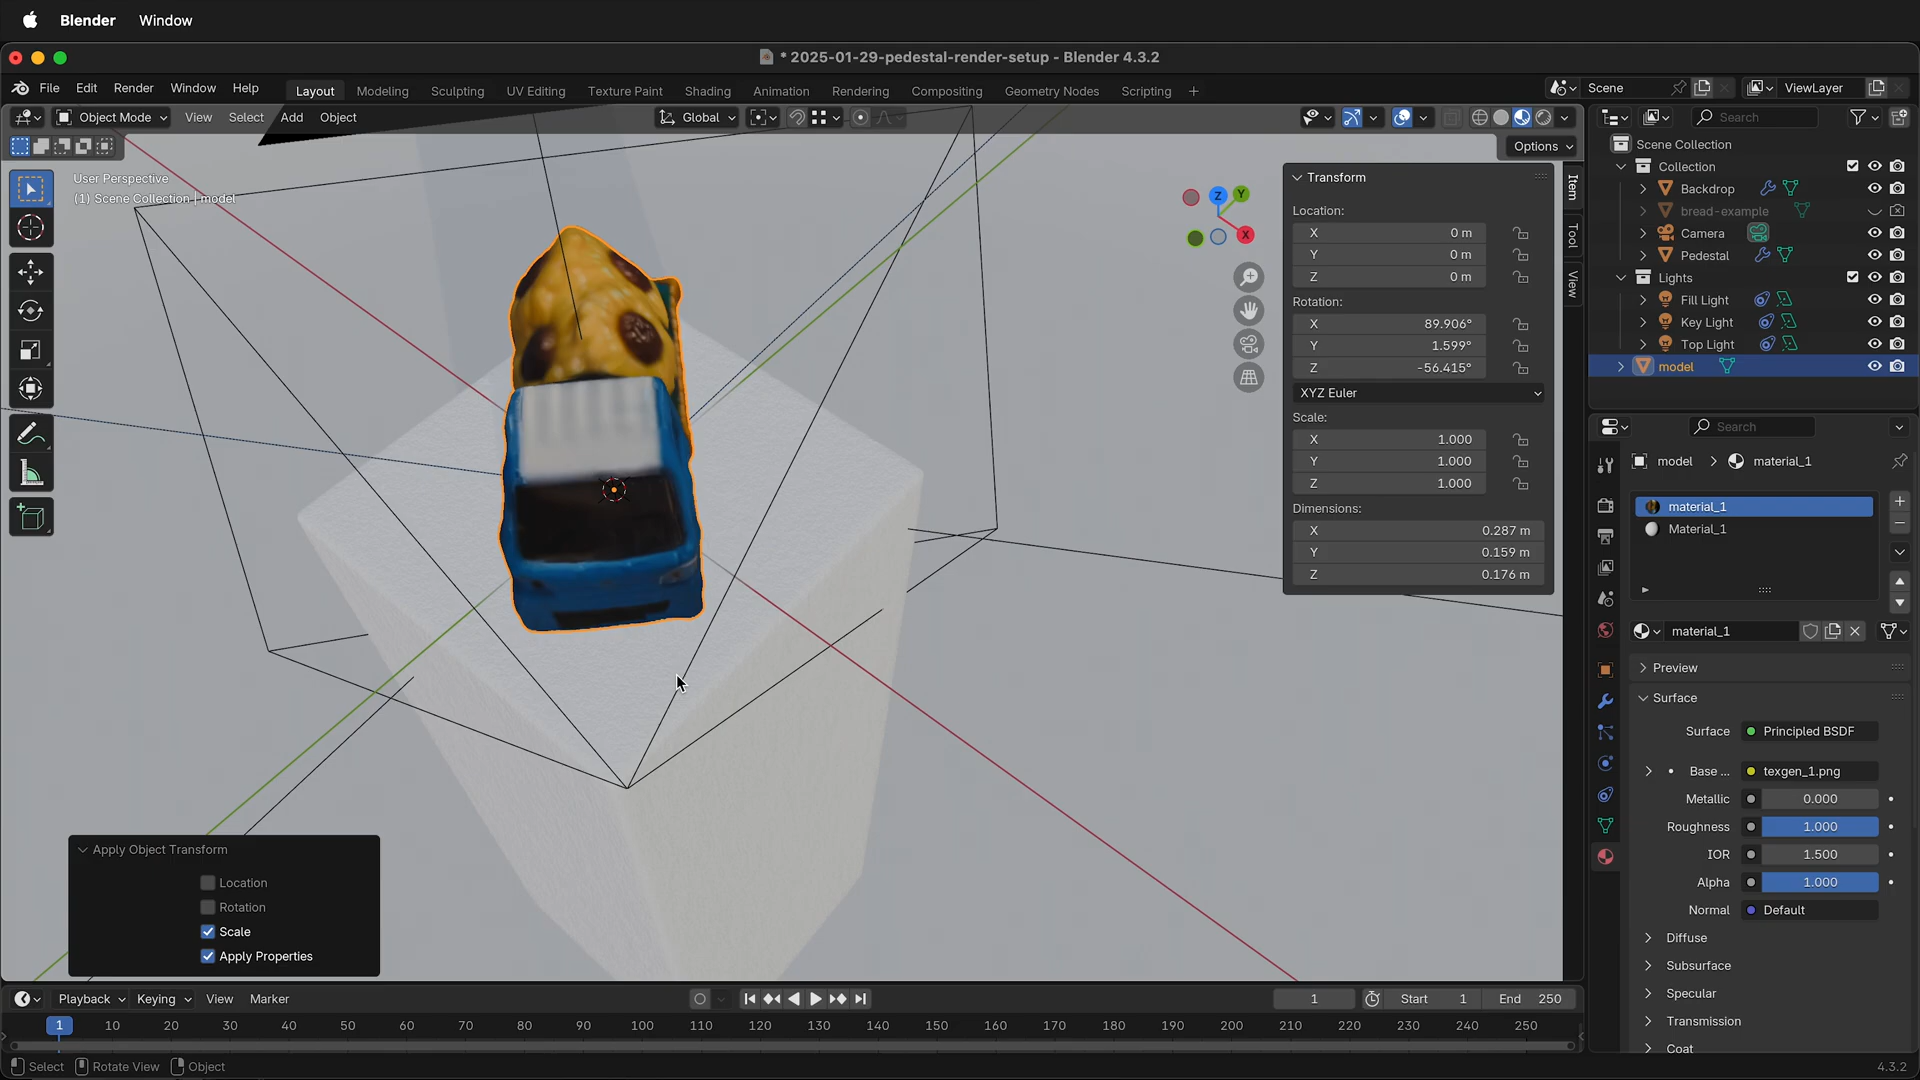 Blender Window
* 2025-01-29-pedestal-render-setup - Blender 4.3.2
File Edit Render Window Help Layout Modeling Sculpting UV Editing Texture Paint Shading Animation Rendering Compositing Geometry Nodes Scripting + Scene ViewLayer
Object Mode View Select Add Object Global Search
Options
User Perspective
(1) Scene Collection | model
Transform
Location:
X 0 m
Y 0 m
Z 0 m
Rotation:
X 89.906°
Y 1.599°
Z -56.415°
XYZ Euler
Scale:
X 1.000
Y 1.000
Z 1.000
Dimensions:
X 0.287 m
Y 0.159 m
Z 0.176 m
Item
Tool
View
Z Y
X
Scene Collection
Collection
Backdrop
bread-example
Camera
Pedestal
Lights
Fill Light
Key Light
Top Light
model
Search
model > material_1
material_1
Material_1
material_1
Preview
Surface
Surface Principled BSDF
Base ... texgen_1.png
Metallic 0.000
Roughness 1.000
IOR 1.500
Alpha 1.000
Normal Default
Diffuse
Subsurface
Specular
Transmission
Coat
Apply Object Transform
Location
Rotation
Scale
Apply Properties
Playback Keying View Marker 1 Start 1 End 250
1 10 20 30 40 50 60 70 80 90 100 110 120 130 140 150 160 170 180 190 200 210 220 230 240 250
Select Rotate View Object 4.3.2